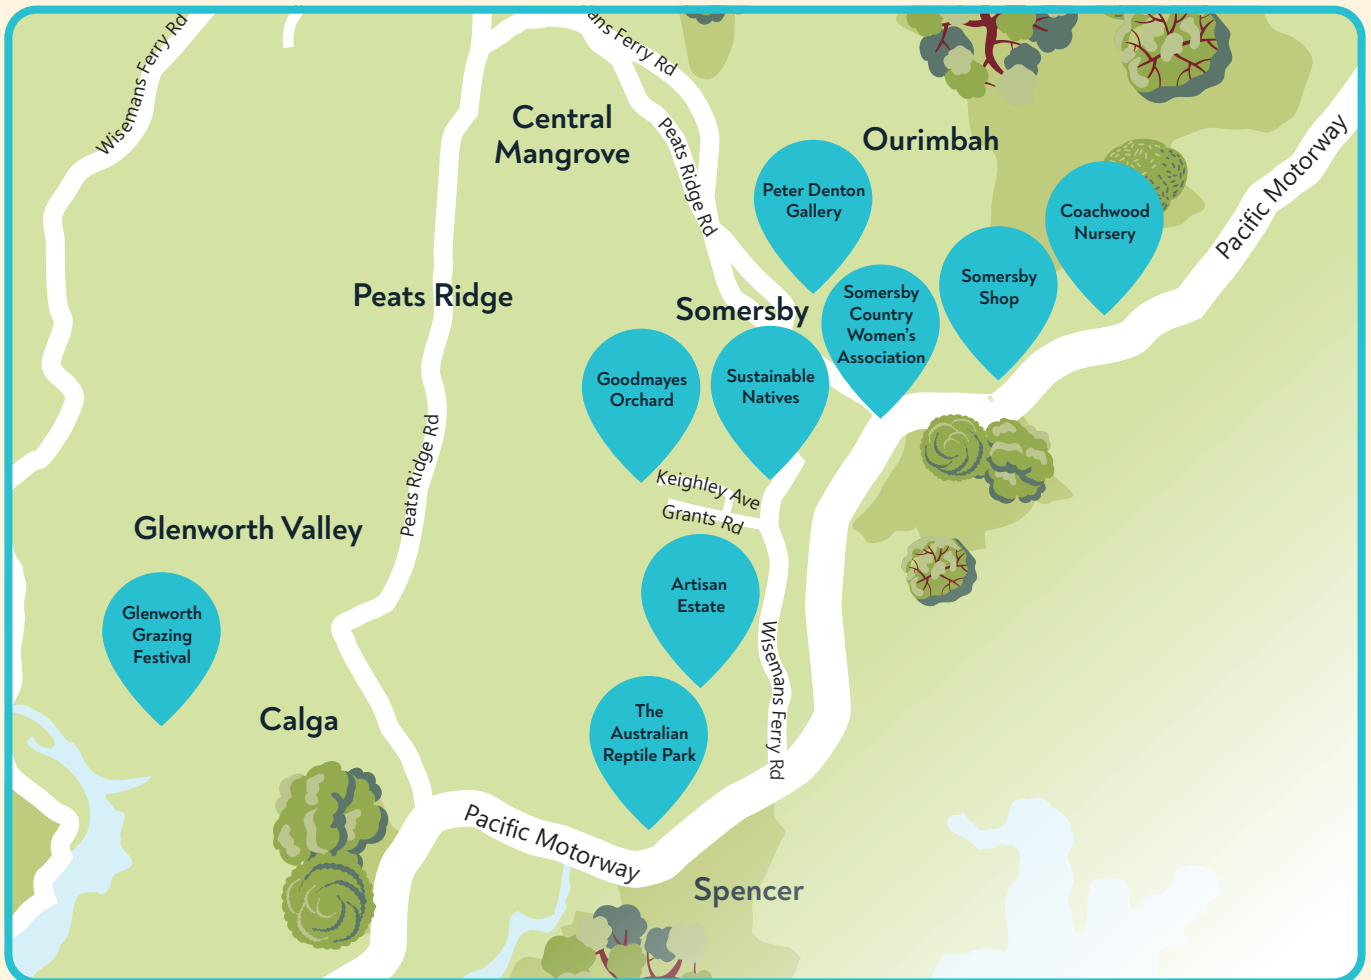 Wisemans Ferry Rd
ans Ferry Rd
Central
Mangrove
Peats Ridge Rd
Ourimbah
Pacific Motorway
Peter Denton
Gallery
Coachwood
Nursery
Somersby
Shop
Somersby
Country
Women's
Association
Peats Ridge
Somersby
Goodmayes
Orchard
Sustainable
Natives
Peats Ridge Rd
Keighley Ave
Grants Rd
Glenworth Valley
Artisan
Estate
Glenworth
Grazing
Festival
Wisemans Ferry Rd
Calga
The
Australian
Reptile Park
Pacific Motorway
Spencer